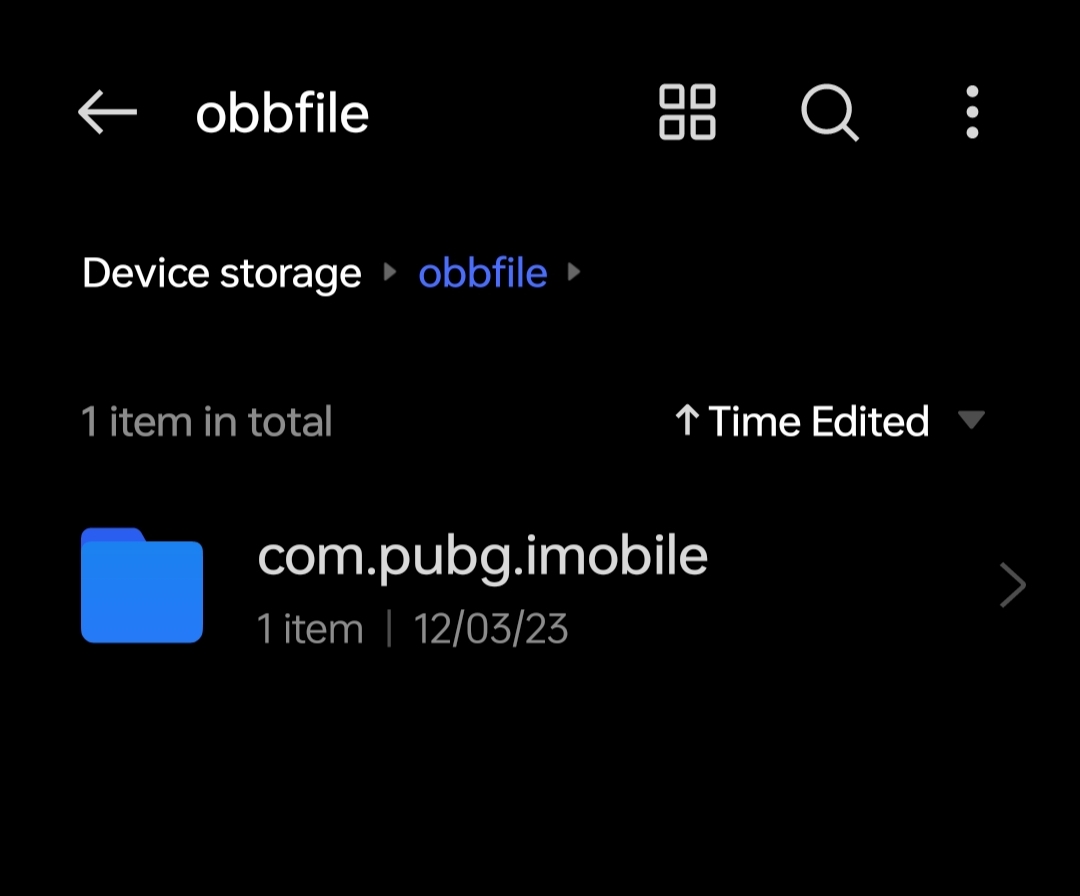 obbfile
Device storage obbfile
1 item in total ↑ Time Edited
com.pubg.imobile
1 item | 12/03/23